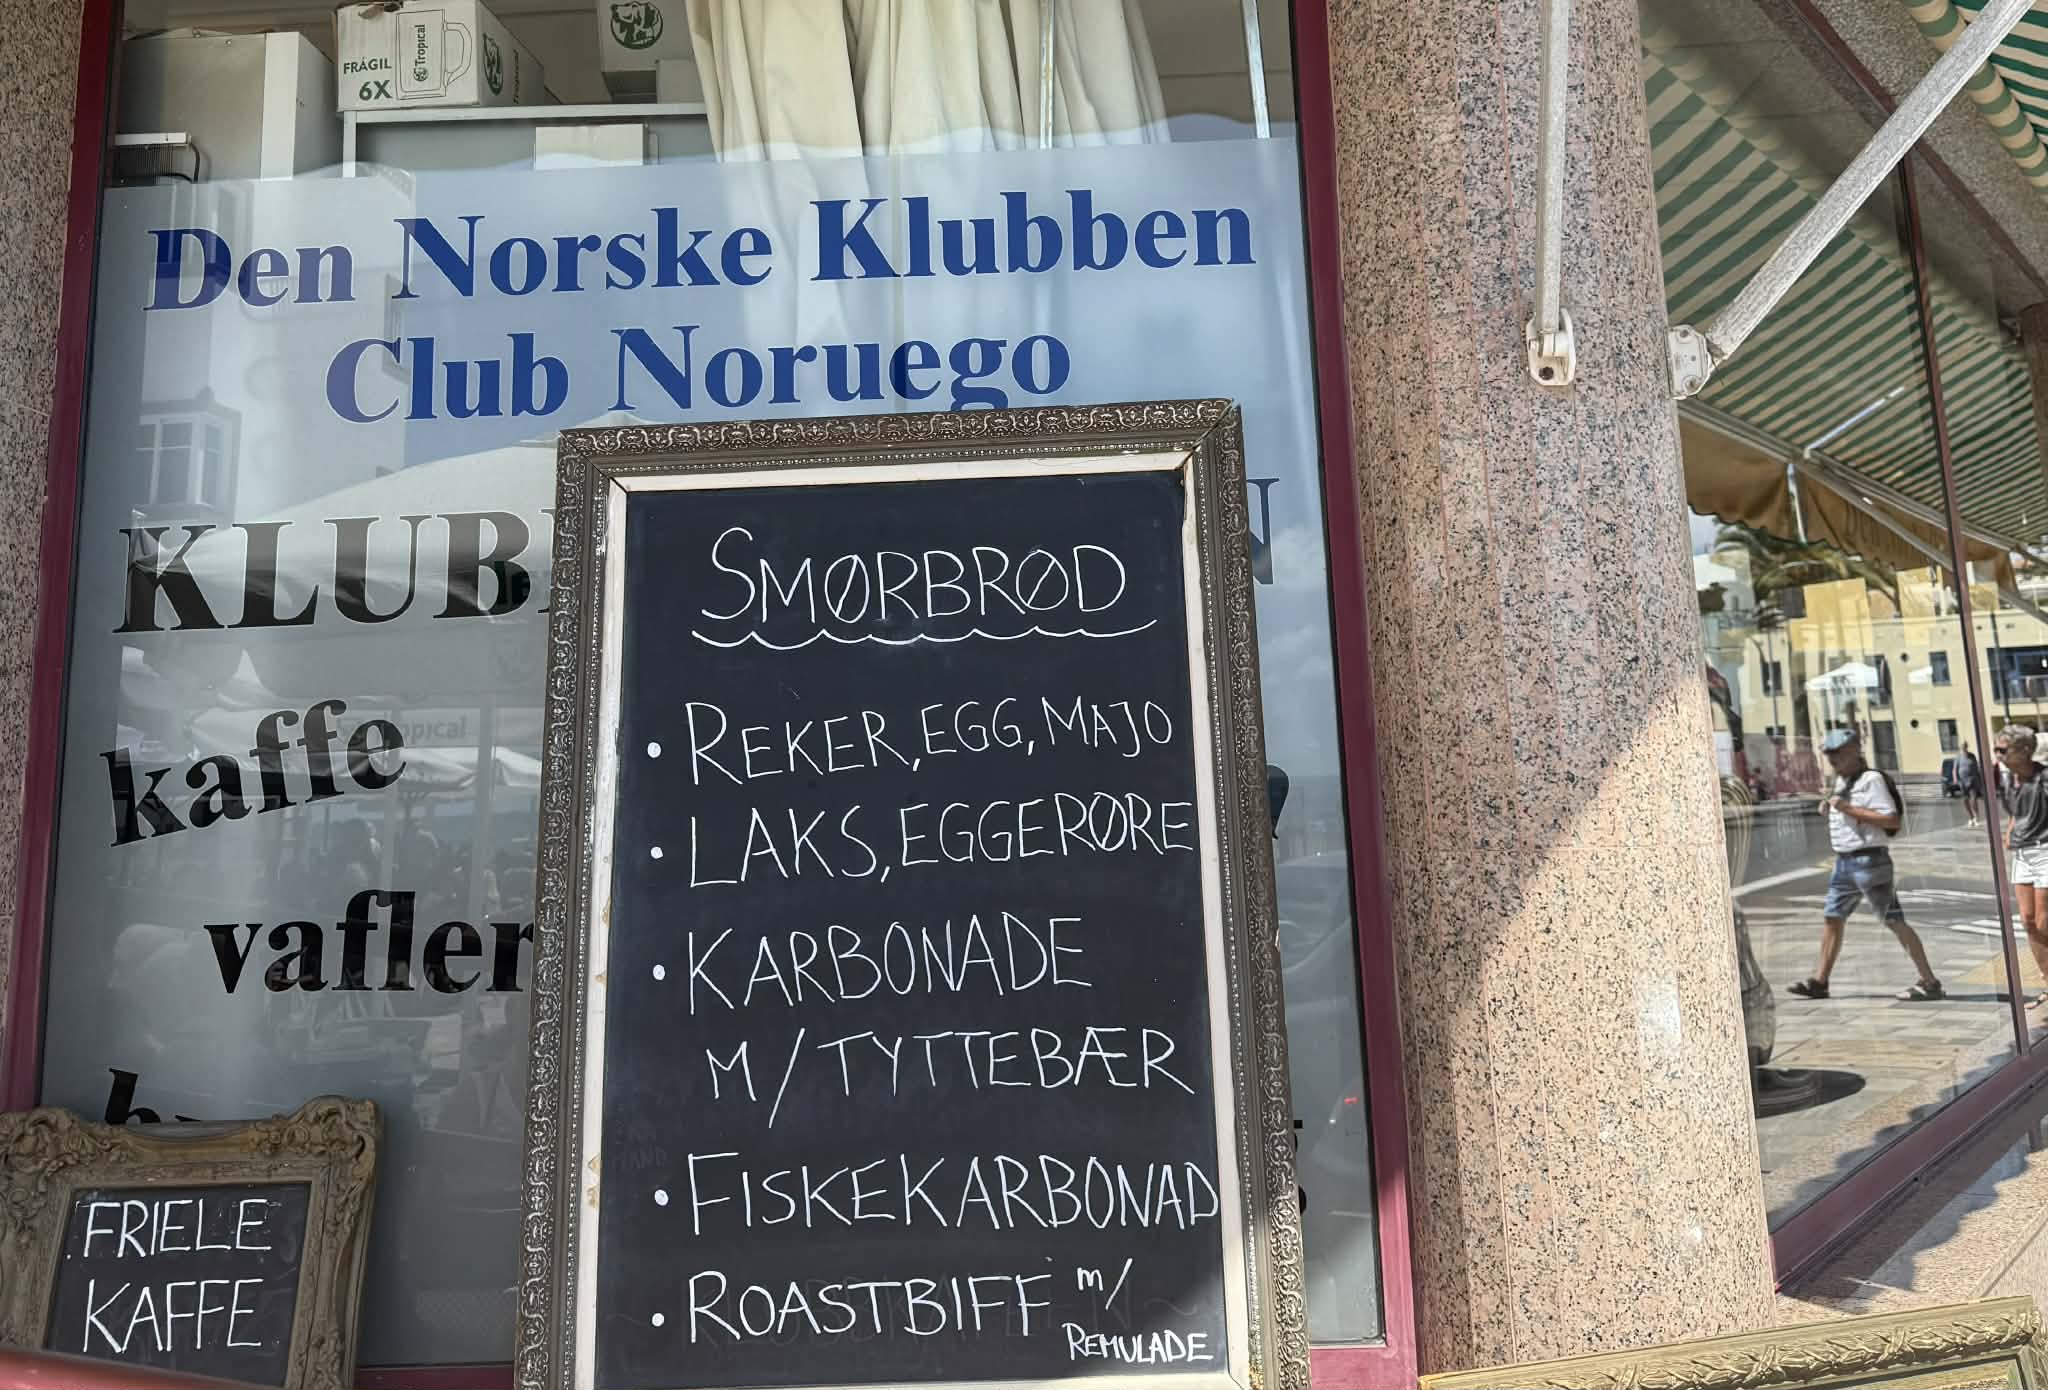 FRÁGIL
6X
Tropical
Den Norske Klubben
Club Noruego
kaffe
vafler
SMØRBRØD
• REKER, EGG, MAJO
• LAKS, EGGERØRE
• KARBONADE
M/TYTTEBÆR
• FISKEKARBONAD
• ROASTBIFF m/
REMULADE
FRIELE
KAFFE